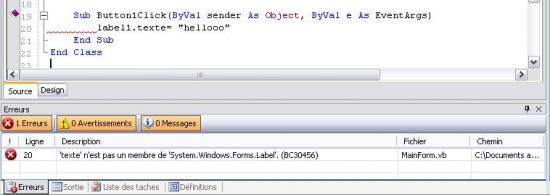 18
19 Sub Button1Click(ByVal sender As Object, ByVal e As EventArgs)
20 label1.texte= "hellooo"
21 End Sub
22 End Class
Source Design
Erreurs
1 Erreurs 0 Avertissements 0 Messages
! Ligne Description Fichier Chemin
20 'texte' n'est pas un membre de 'System.Windows.Forms.Label'. (BC30456) MainForm.vb C:\Documents a...
Erreurs Sortie Liste des taches Définitions